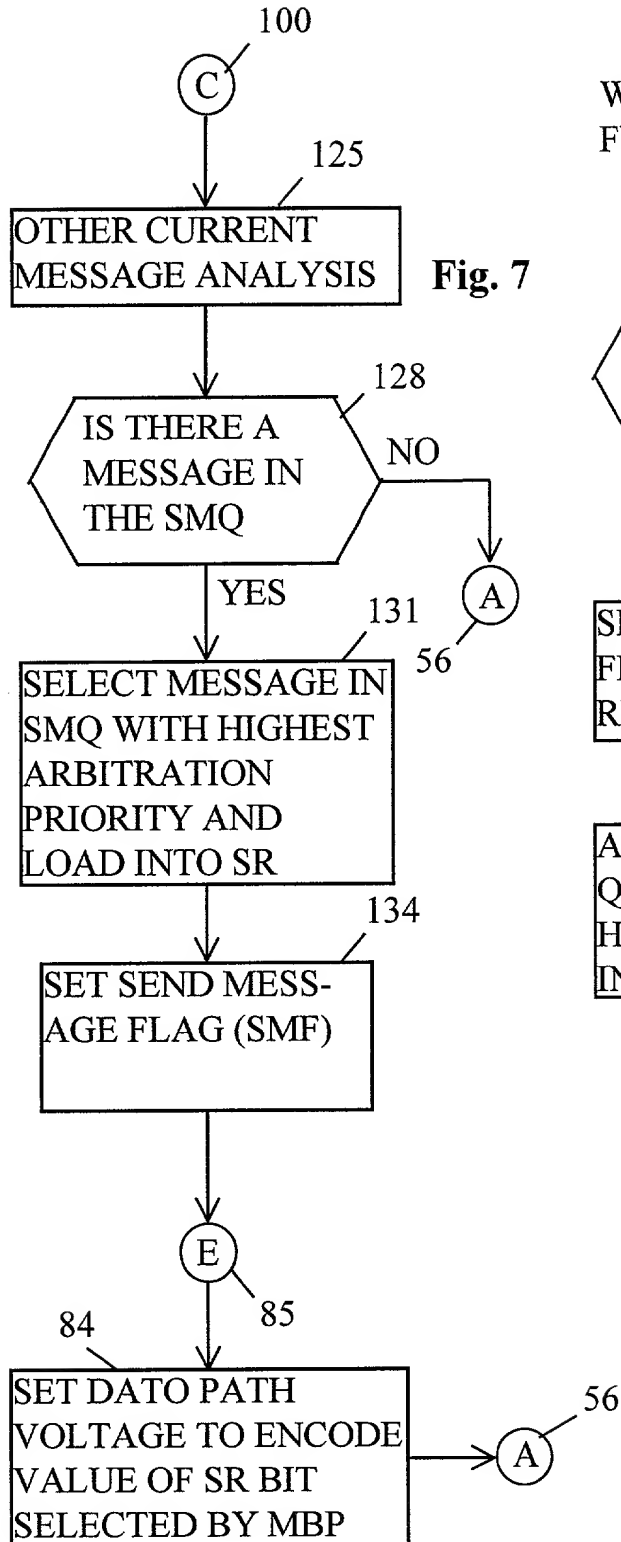 100
C
125
OTHER CURRENT
MESSAGE ANALYSIS
Fig. 7
128
IS THERE A
MESSAGE IN
THE SMQ
NO
A
56
YES
131
SELECT MESSAGE IN
SMQ WITH HIGHEST
ARBITRATION
PRIORITY AND
LOAD INTO SR
134
SET SEND MESS-
AGE FLAG (SMF)
E
85
84
SET DATO PATH
VOLTAGE TO ENCODE
VALUE OF SR BIT
SELECTED BY MBP
A
56